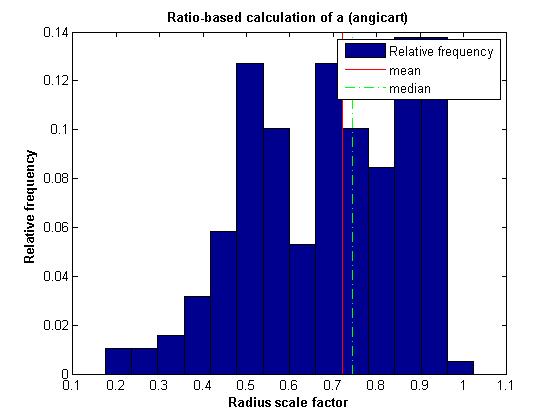 Ratio-based calculation of a (angicart)
0.14
0.12
0.1
0.08
0.06
0.04
0.02
0
Relative frequency
Relative frequency
mean
median
0.1 0.2 0.3 0.4 0.5 0.6 0.7 0.8 0.9 1 1.1
Radius scale factor